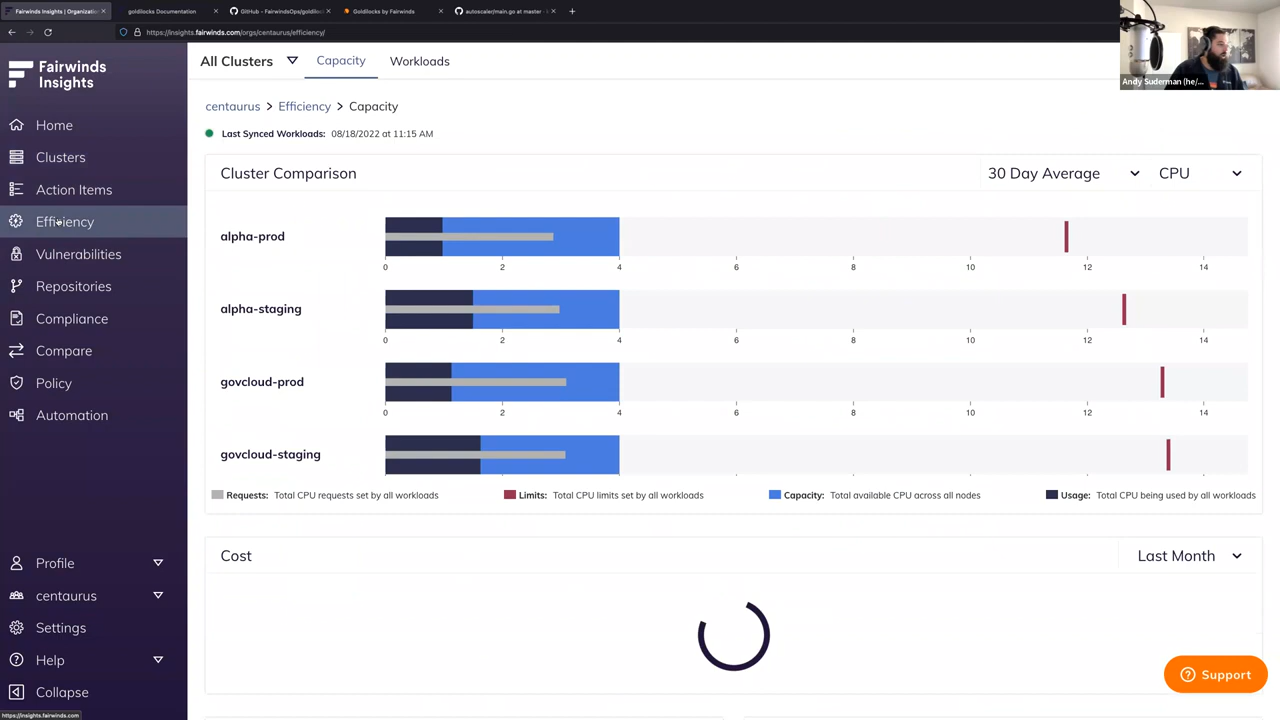 Fairwinds Insights | Organizatio
goldilocks Documentation
GitHub - FairwindsOps/goldilocks
Goldilocks by Fairwinds
autoscaler/main.go at master ·
https://insights.fairwinds.com/orgs/centaurus/efficiency/
Andy Suderman (he/...
Fairwinds
Insights
Home
Clusters
Action Items
Efficiency
Vulnerabilities
Repositories
Compliance
Compare
Policy
Automation
Profile
centaurus
Settings
Help
Collapse
https://insights.fairwinds.com
All Clusters
Capacity
Workloads
centaurus > Efficiency > Capacity
Last Synced Workloads: 08/18/2022 at 11:15 AM
Cluster Comparison
30 Day Average
CPU
alpha-prod
0 2 4 6 8 10 12 14
alpha-staging
0 2 4 6 8 10 12 14
govcloud-prod
0 2 4 6 8 10 12 14
govcloud-staging
Requests: Total CPU requests set by all workloads
Limits: Total CPU limits set by all workloads
Capacity: Total available CPU across all nodes
Usage: Total CPU being used by all workloads
Cost
Last Month
Support